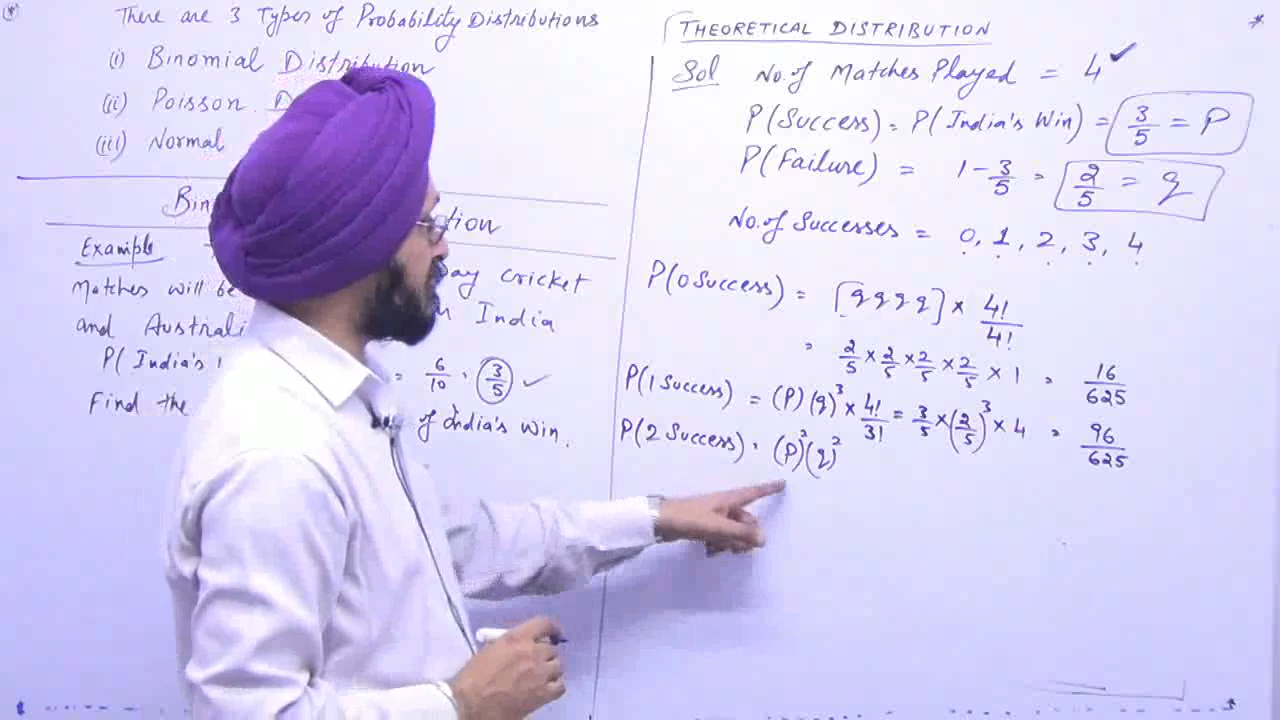 There are 3 Types of Probability Distributions
(i) Binomial Distribution
(ii) Poisson D
(iii) Normal
Bin tion
Example
Day cricket
Matches will be
India
and Australi
P(India's = 6/10 = 3/5 ✓
Find the of India's Win.
THEORETICAL DISTRIBUTION
Sol No. of Matches Played = 4 ✓
P(Success) = P(India's Win) = 3/5 = P
P(Failure) = 1 - 3/5 = 2/5 = q
No. of Successes = 0, 1, 2, 3, 4
P(0 Success) = [q q q q] × 4!/4!
= 2/5 × 2/5 × 2/5 × 2/5 × 1 = 16/625
P(1 Success) = (P)(q)³ × 4!/3! = 3/5 × (2/5)³ × 4 = 96/625
P(2 Success) = (P)²(q)²